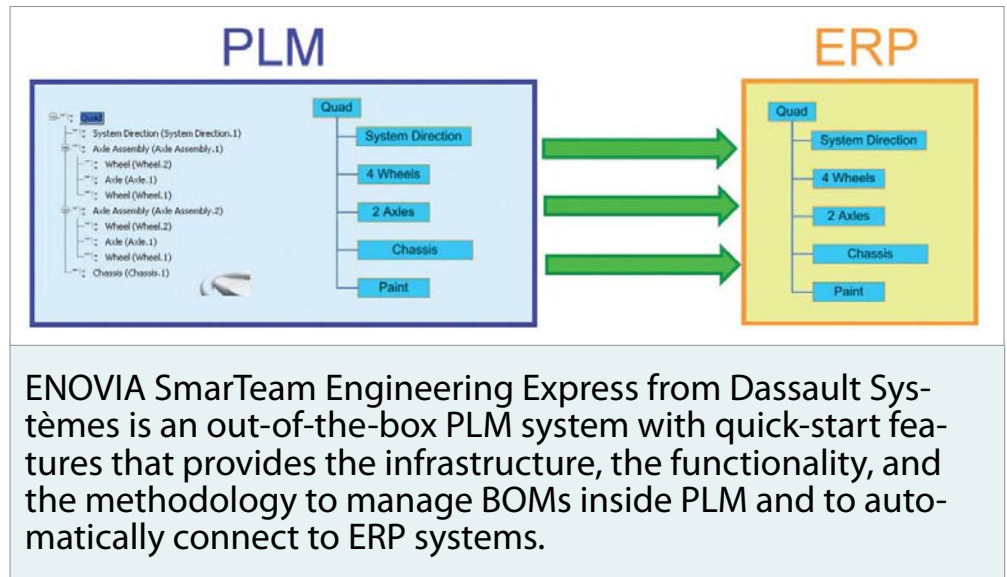 PLM
ERP
Quad
System Direction (System Direction.1)
Axle Assembly (Axle Assembly.1)
Wheel (Wheel.2)
Axle (Axle.1)
Wheel (Wheel.1)
Axle Assembly (Axle Assembly.2)
Wheel (Wheel.2)
Axle (Axle.1)
Wheel (Wheel.1)
Chassis (Chassis.1)
Quad
System Direction
4 Wheels
2 Axles
Chassis
Paint
Quad
System Direction
4 Wheels
2 Axles
Chassis
Paint
ENOVIA SmarTeam Engineering Express from Dassault Sys-
tèmes is an out-of-the-box PLM system with quick-start fea-
tures that provides the infrastructure, the functionality, and
the methodology to manage BOMs inside PLM and to auto-
matically connect to ERP systems.